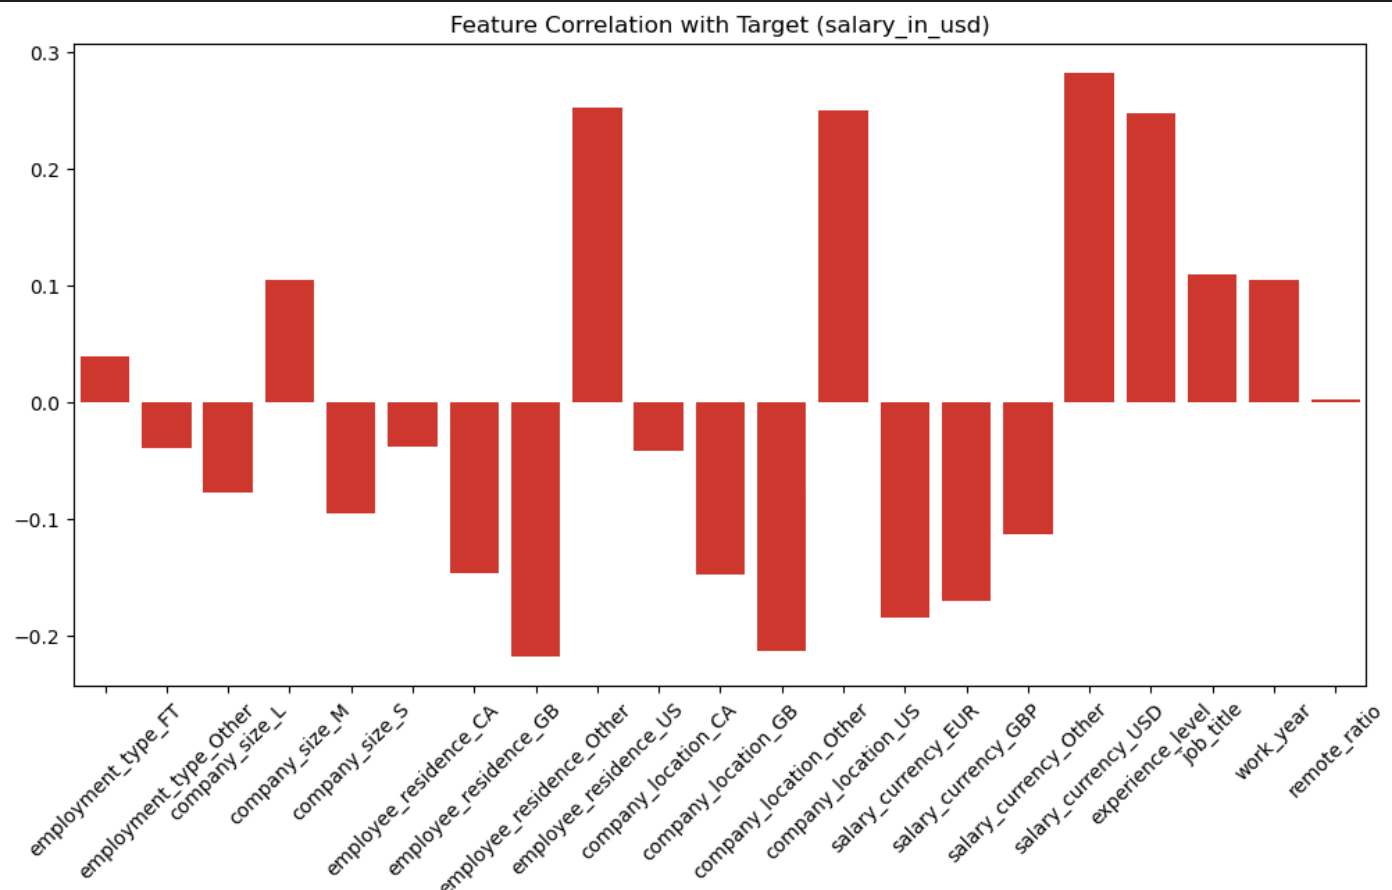 Feature Correlation with Target (salary_in_usd)
0.3
0.2
0.1
0.0
−0.1
−0.2
employment_type_FT
employment_type_Other
company_size_L
company_size_M
company_size_S
employee_residence_CA
employee_residence_GB
employee_residence_Other
employee_residence_US
company_location_CA
company_location_GB
company_location_Other
company_location_US
salary_currency_EUR
salary_currency_GBP
salary_currency_Other
salary_currency_USD
experience_level
job_title
work_year
remote_ratio